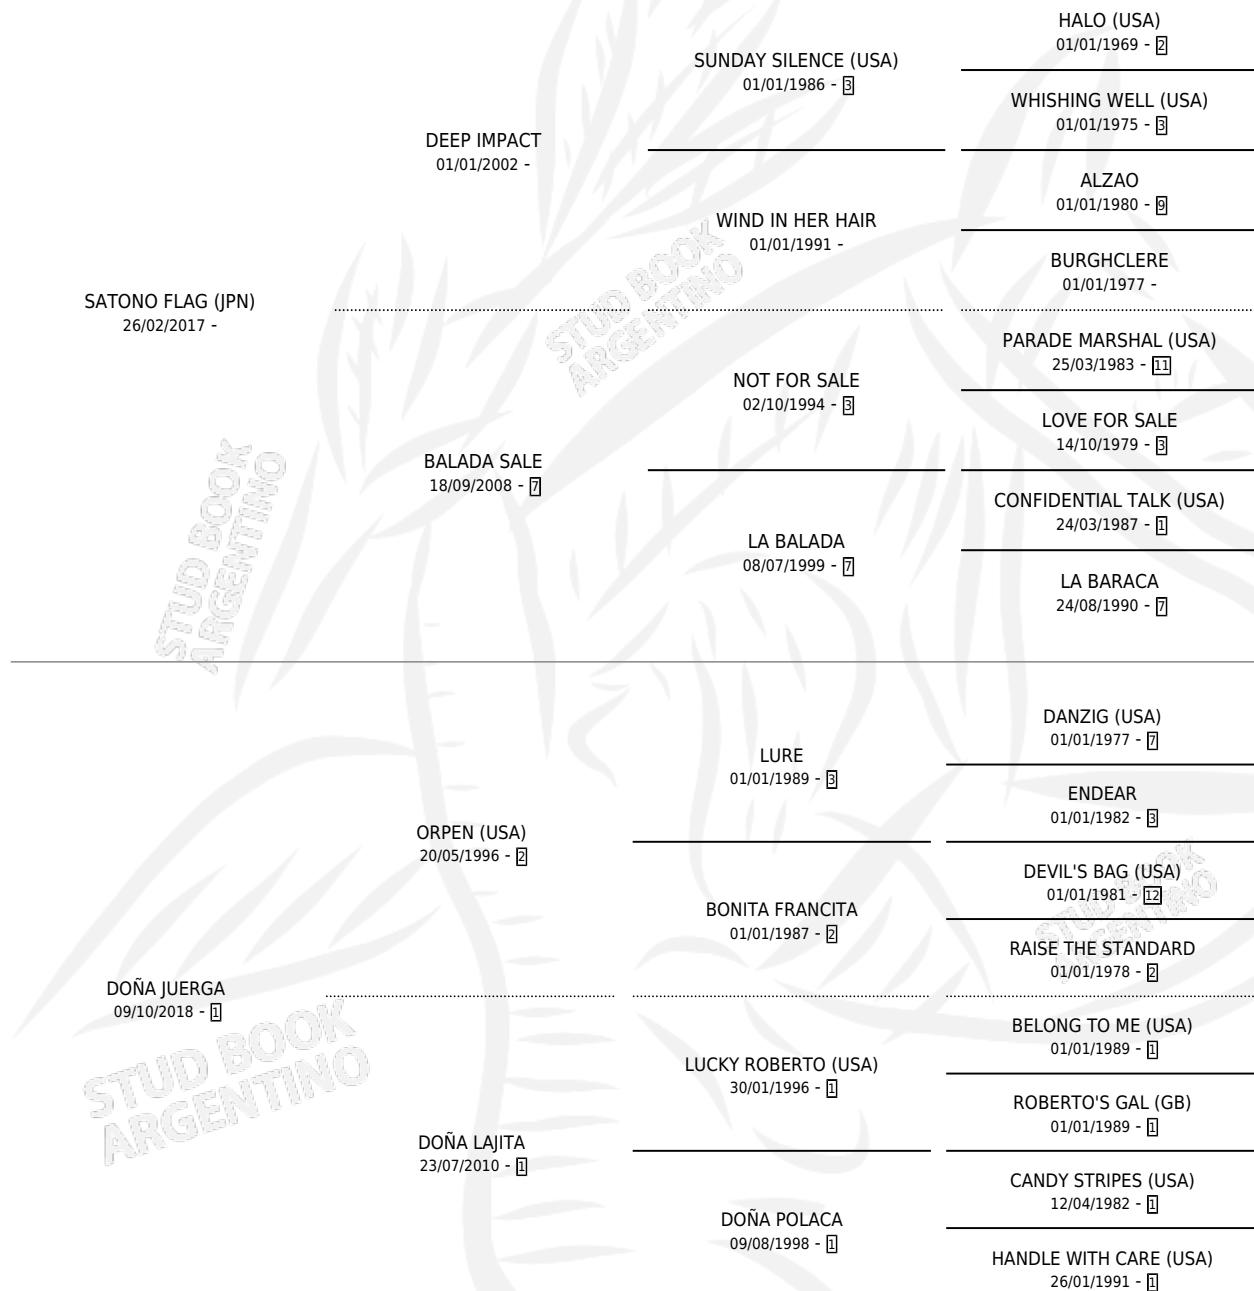 HALO (USA)
01/01/1969 - 2
SUNDAY SILENCE (USA)
01/01/1986 - 3
WHISHING WELL (USA)
01/01/1975 - 3
DEEP IMPACT
01/01/2002 -
ALZAO
01/01/1980 - 9
WIND IN HER HAIR
01/01/1991 -
BURGHCLERE
01/01/1977 -
SATONO FLAG (JPN)
26/02/2017 -
PARADE MARSHAL (USA)
25/03/1983 - 11
NOT FOR SALE
02/10/1994 - 3
LOVE FOR SALE
14/10/1979 - 3
BALADA SALE
18/09/2008 - 7
CONFIDENTIAL TALK (USA)
24/03/1987 - 1
LA BALADA
08/07/1999 - 7
LA BARACA
24/08/1990 - 7
DANZIG (USA)
01/01/1977 - 7
LURE
01/01/1989 - 3
ENDEAR
01/01/1982 - 3
ORPEN (USA)
20/05/1996 - 2
DEVIL'S BAG (USA)
01/01/1981 - 12
BONITA FRANCITA
01/01/1987 - 2
RAISE THE STANDARD
01/01/1978 - 2
DOÑA JUERGA
09/10/2018 - 1
BELONG TO ME (USA)
01/01/1989 - 1
LUCKY ROBERTO (USA)
30/01/1996 - 1
ROBERTO'S GAL (GB)
01/01/1989 - 1
DOÑA LAJITA
23/07/2010 - 1
CANDY STRIPES (USA)
12/04/1982 - 1
DOÑA POLACA
09/08/1998 - 1
HANDLE WITH CARE (USA)
26/01/1991 - 1
STUD BOOK
ARGENTINO
STUD BOOK
ARGENTINO
STUD BOOK
ARGENTINO
STUD BOOK
ARGENTINO